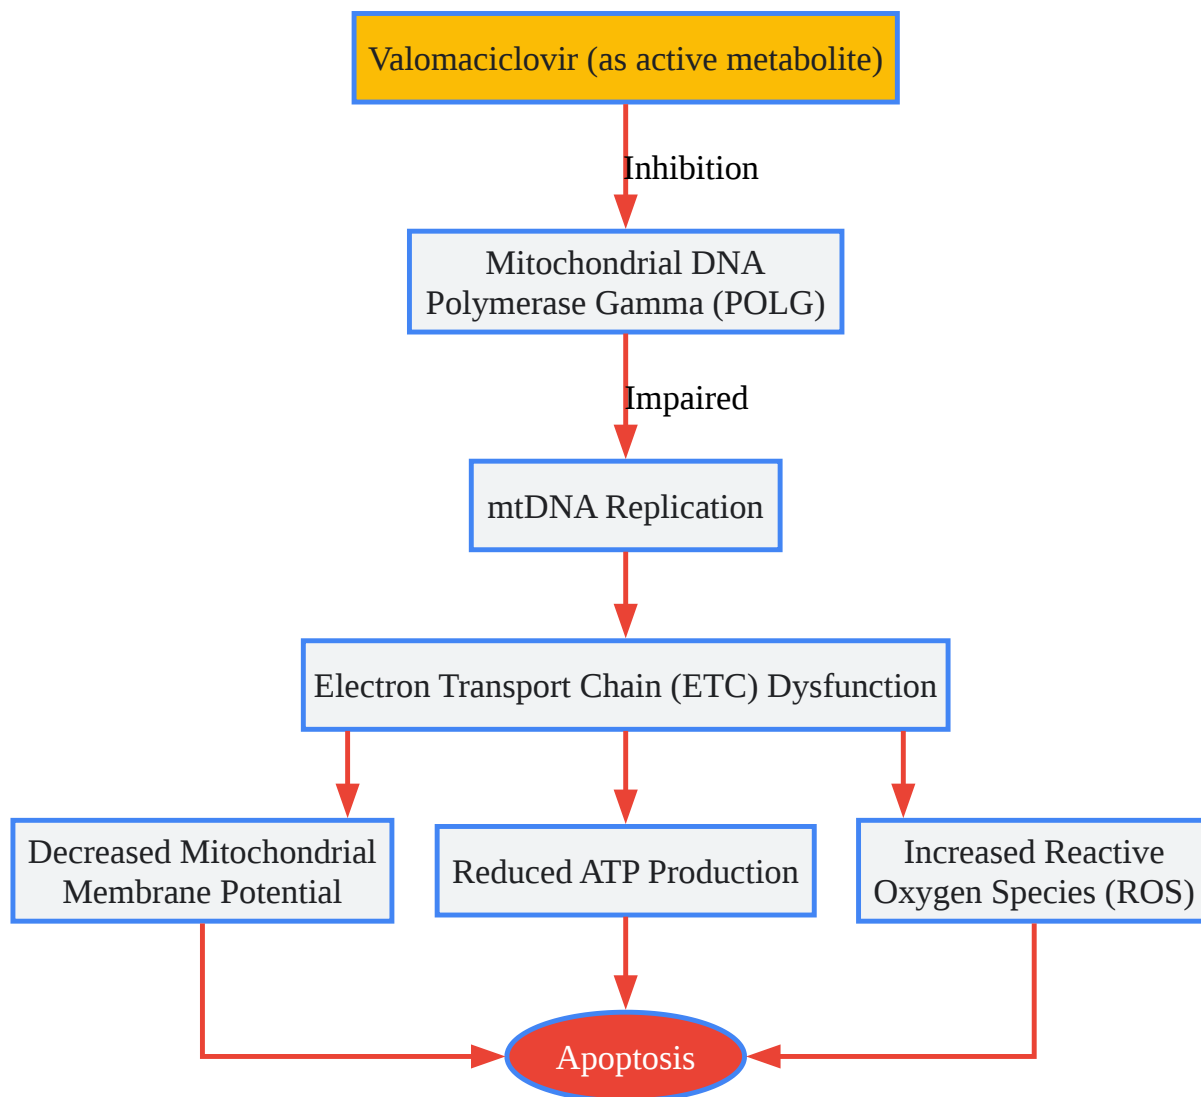 Valomaciclovir (as active metabolite)
Inhibition
Mitochondrial DNA
Polymerase Gamma (POLG)
Impaired
mtDNA Replication
Electron Transport Chain (ETC) Dysfunction
Decreased Mitochondrial
Membrane Potential
Reduced ATP Production
Increased Reactive
Oxygen Species (ROS)
Apoptosis